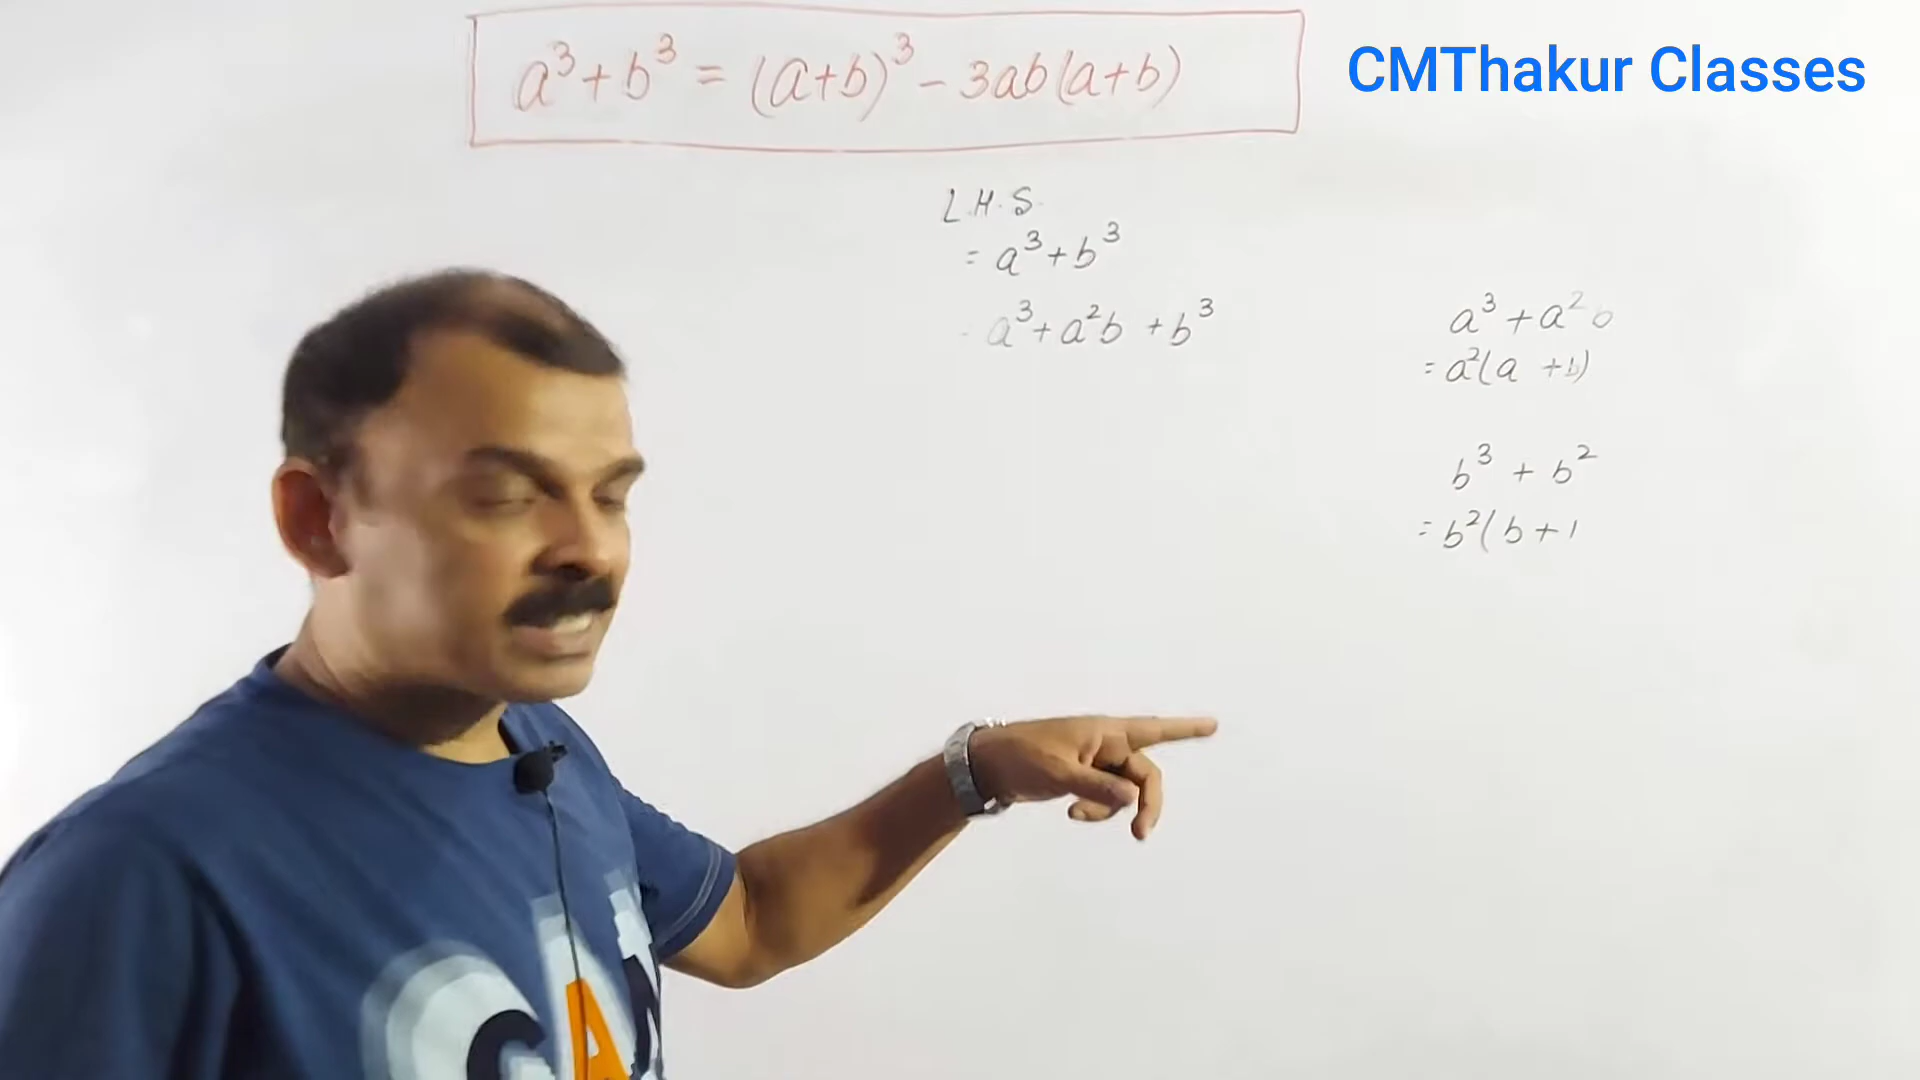 a³+b³ = (a+b)³ - 3ab(a+b)
CMThakur Classes
L.H.S.
= a³+b³
- a³+a²b +b³
a³ +a²b
= a²(a +b)
b³ + b²
= b²(b + 1